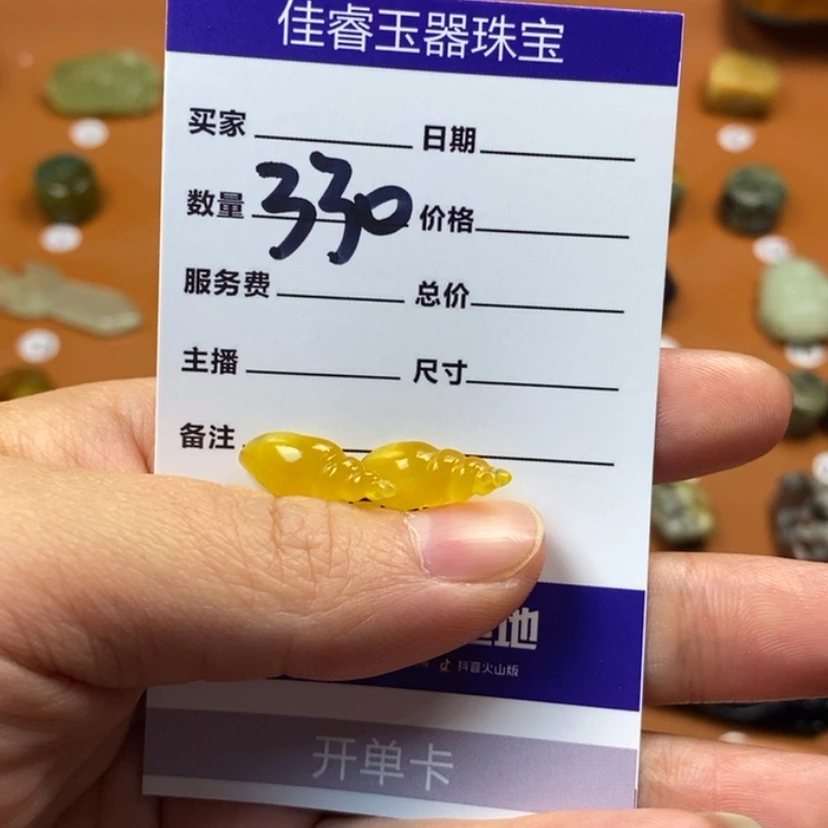 佳睿玉器珠宝
买家 日期
数量 330 价格
服务费 总价
主播 尺寸
备注
地
抖音火山版
开单卡